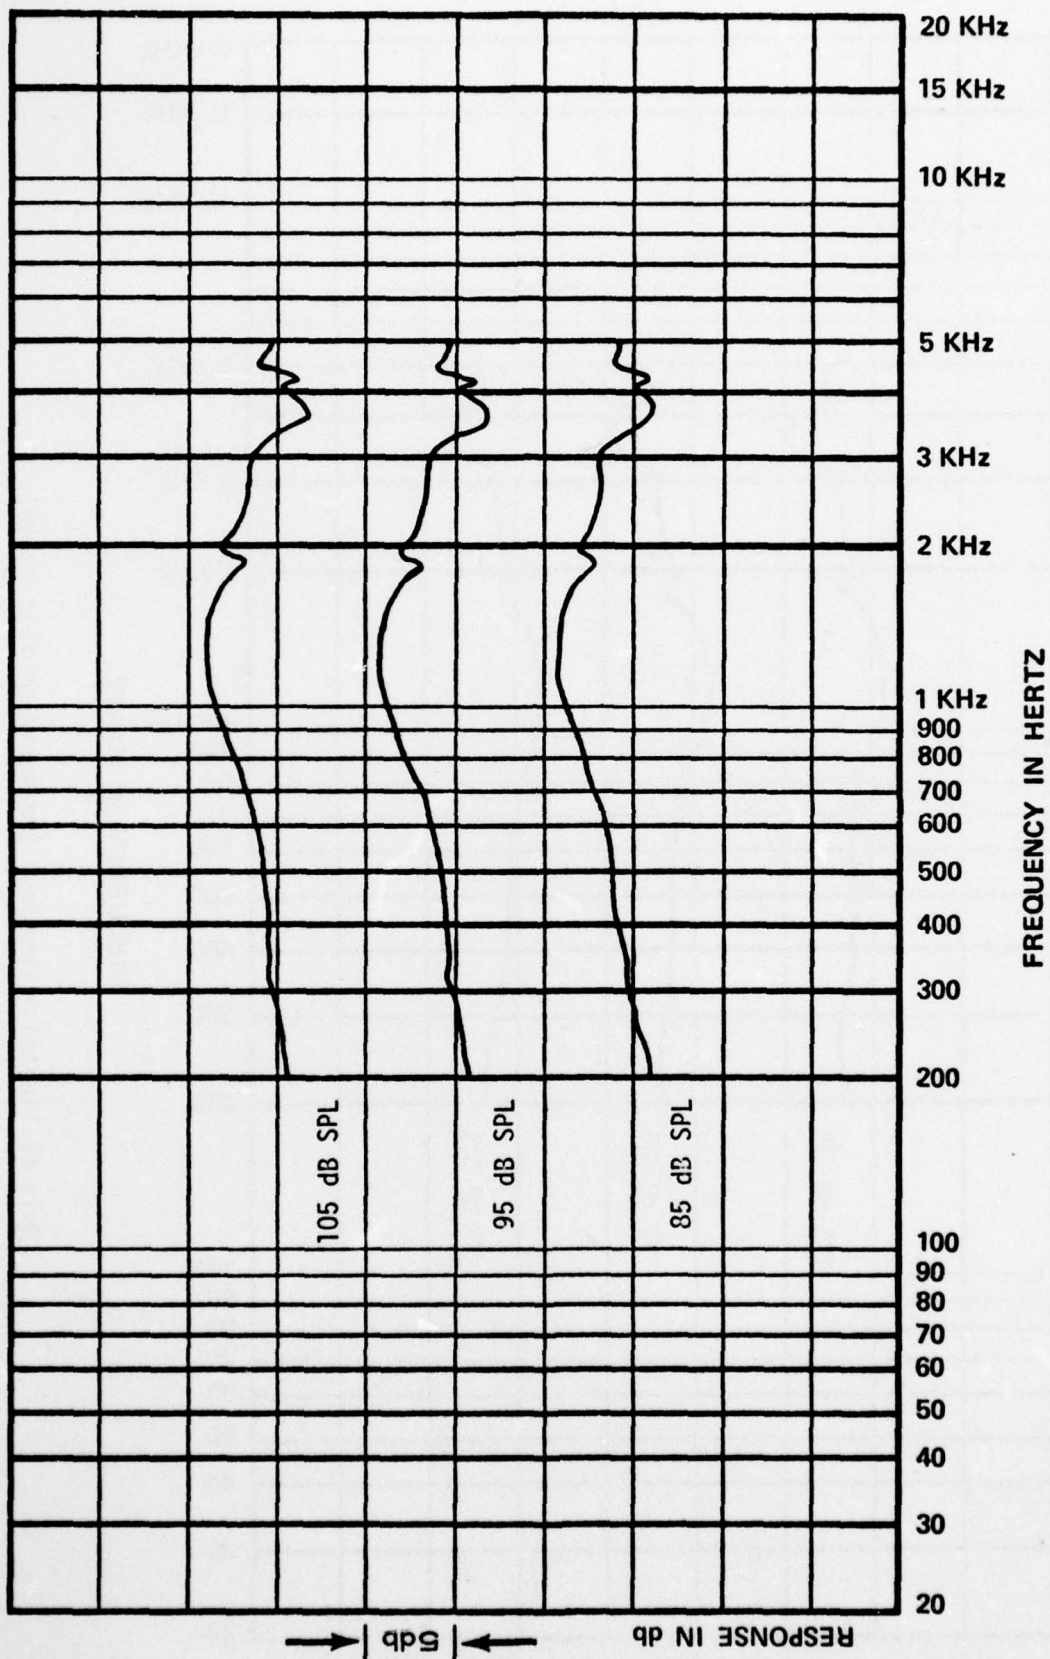 20 KHz
15 KHz
10 KHz
5 KHz
3 KHz
2 KHz
1 KHz
900
800
700
600
500
400
300
200
100
90
80
70
60
50
40
30
20
FREQUENCY IN HERTZ
105 dB SPL
95 dB SPL
85 dB SPL
5db
RESPONSE IN db